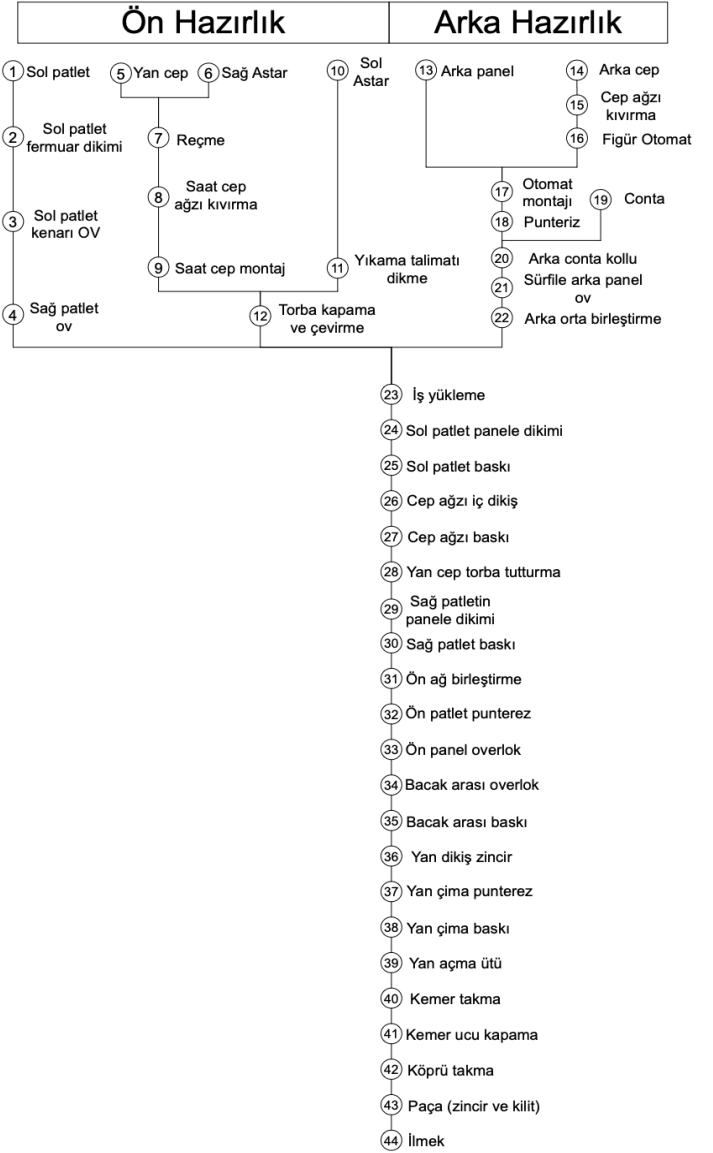 Ön Hazırlık
Arka Hazırlık
1 Sol patlet
2 Sol patlet
fermuar dikimi
3 Sol patlet
kenarı OV
4 Sağ patlet
ov
5 Yan cep
6 Sağ Astar
7 Reçme
8 Saat cep
ağzı kıvırma
9 Saat cep montaj
10 Sol
Astar
11 Yıkama talimatı
dikme
12 Torba kapama
ve çevirme
13 Arka panel
14 Arka cep
15 Cep ağzı
kıvırma
16 Figür Otomat
17 Otomat
montajı
18 Punteriz
19 Conta
20 Arka conta kollu
21 Sürfile arka panel
ov
22 Arka orta birleştirme
23 İş yükleme
24 Sol patlet panele dikimi
25 Sol patlet baskı
26 Cep ağzı iç dikiş
27 Cep ağzı baskı
28 Yan cep torba tutturma
29 Sağ patletin
panele dikimi
30 Sağ patlet baskı
31 Ön ağ birleştirme
32 Ön patlet punterez
33 Ön panel overlok
34 Bacak arası overlok
35 Bacak arası baskı
36 Yan dikiş zincir
37 Yan çima punterez
38 Yan çima baskı
39 Yan açma ütü
40 Kemer takma
41 Kemer ucu kapama
42 Köprü takma
43 Paça (zincir ve kilit)
44 İlmek